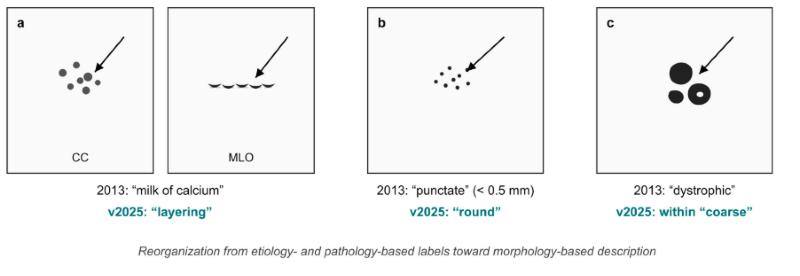 a
b
c
CC
MLO
2013: “milk of calcium”
v2025: “layering”
2013: “punctate” (< 0.5 mm)
v2025: “round”
2013: “dystrophic”
v2025: within “coarse”
Reorganization from etiology- and pathology-based labels toward morphology-based description